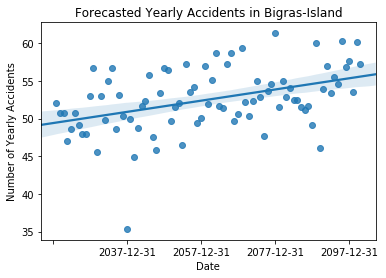 Forecasted Yearly Accidents in Bigras-Island
Number of Yearly Accidents
60
55
50
45
40
35
2037-12-31 2057-12-31 2077-12-31 2097-12-31
Date